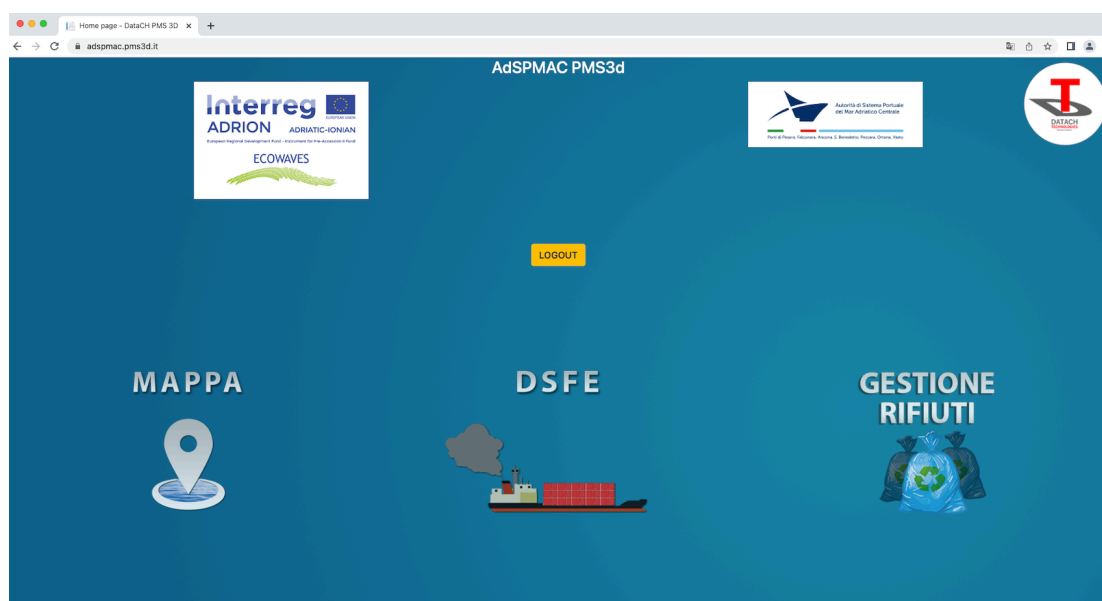 Home page - DataCH PMS 3D
adspmac.pms3d.it
AdSPMAC PMS3d
Interreg
EUROPEAN UNION
ADRION ADRIATIC-IONIAN
European Regional Development Fund - Instrument for Pre-Accession II Fund
ECOWAVES
Autorità di Sistema Portuale
del Mar Adriatico Centrale
Porti di Pesaro, Falconara, Ancona, S. Benedetto, Pescara, Ortona, Vasto
DATACH
TECHNOLOGIES
LOGOUT
MAPPA
DSFE
GESTIONE
RIFIUTI